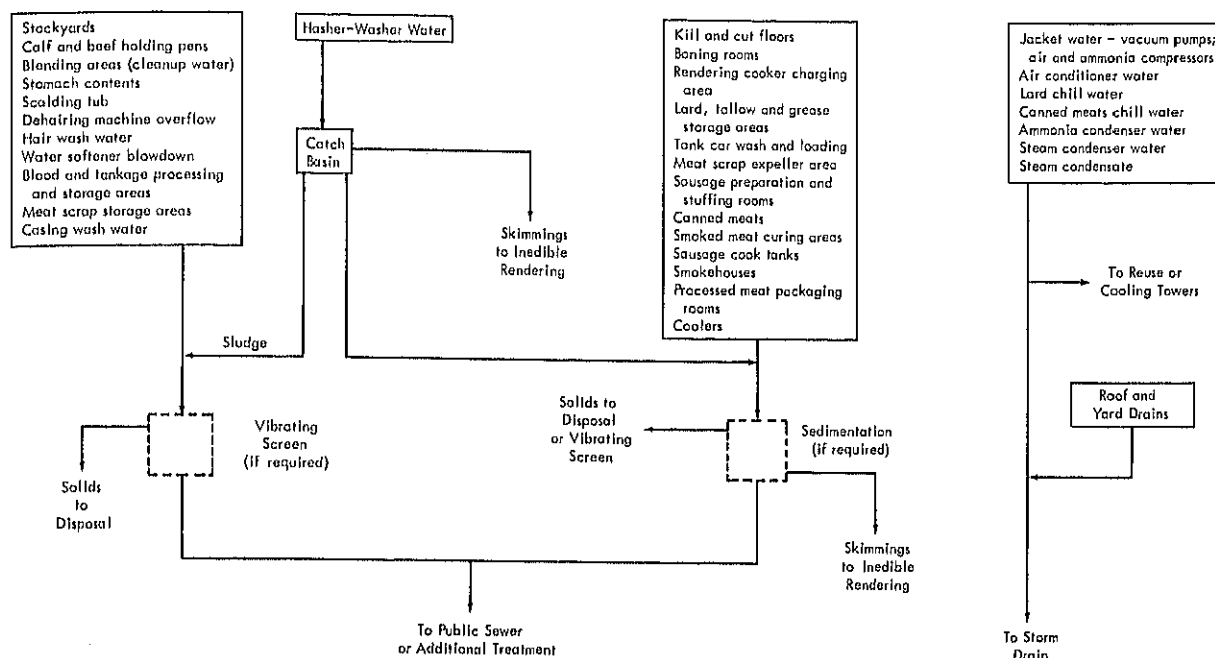 Stockyards
Calf and beef holding pens
Blending areas (cleanup water)
Stomach contents
Scalding tub
Dehairing machine overflow
Hair wash water
Water softener blowdown
Blood and tankage processing
and storage areas
Meat scrap storage areas
Casing wash water
Hasher-Washer Water
Catch
Basin
Skimmings
to Inedible
Rendering
Kill and cut floors
Boning rooms
Rendering cooker charging
area
Lard, tallow and grease
storage areas
Tank car wash and loading
Meat scrap expeller area
Sausage preparation and
stuffing rooms
Canned meats
Smoked meat curing areas
Sausage cook tanks
Smokehouses
Processed meat packaging
rooms
Coolers
Jacket water - vacuum pumps;
air and ammonia compressors
Air conditioner water
Lard chill water
Canned meats chill water
Ammonia condenser water
Steam condenser water
Steam condensate
To Reuse or
Cooling Towers
Sludge
Roof and
Yard Drains
Vibrating
Screen
(if required)
Solids to
Disposal
or Vibrating
Screen
Sedimentation
(if required)
Solids
to
Disposal
Skimmings
to Inedible
Rendering
To Public Sewer
or Additional Treatment
To Storm
Drain